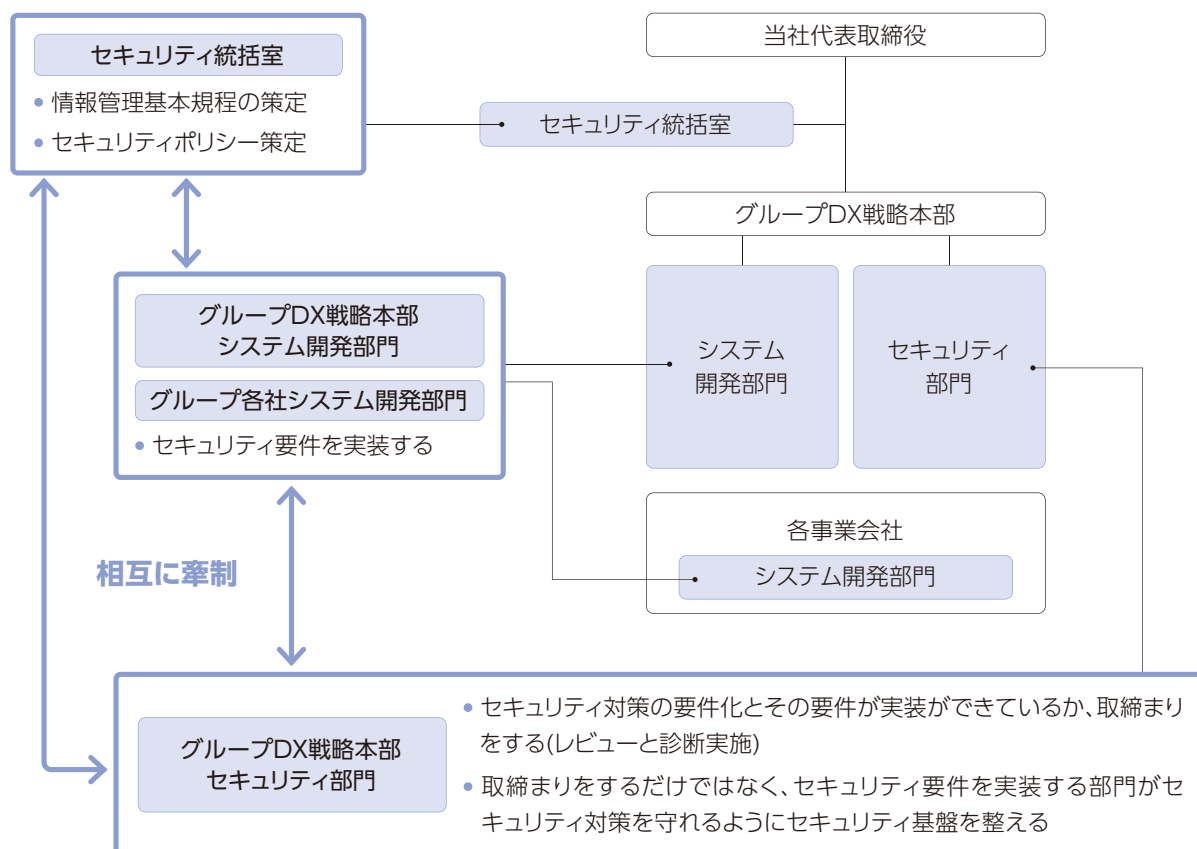 セキュリティ統括室
• 情報管理基本規程の策定
• セキュリティポリシー策定
当社代表取締役
セキュリティ統括室
グループDX戦略本部
システム
開発部門
セキュリティ
部門
各事業会社
システム開発部門
グループDX戦略本部
システム開発部門
グループ各社システム開発部門
• セキュリティ要件を実装する
相互に牽制
グループDX戦略本部
セキュリティ部門
• セキュリティ対策の要件化とその要件が実装ができているか、取締まり
をする(レビューと診断実施)
• 取締まりをするだけではなく、セキュリティ要件を実装する部門がセ
キュリティ対策を守れるようにセキュリティ基盤を整える